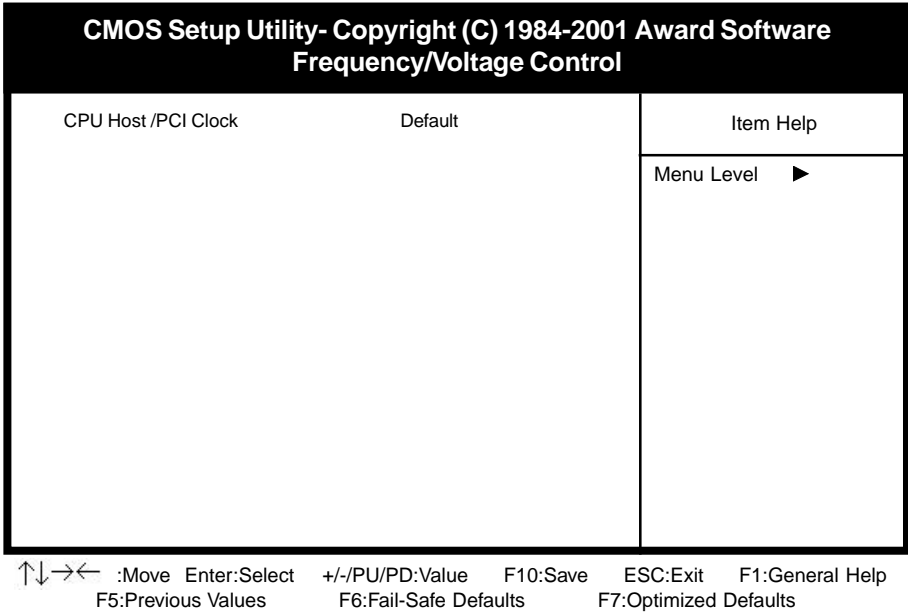 CMOS Setup Utility- Copyright (C) 1984-2001 Award Software
Frequency/Voltage Control
CPU Host /PCI Clock Default
Item Help
Menu Level ▶
↑↓→← :Move Enter:Select +/-/PU/PD:Value F10:Save ESC:Exit F1:General Help
F5:Previous Values F6:Fail-Safe Defaults F7:Optimized Defaults